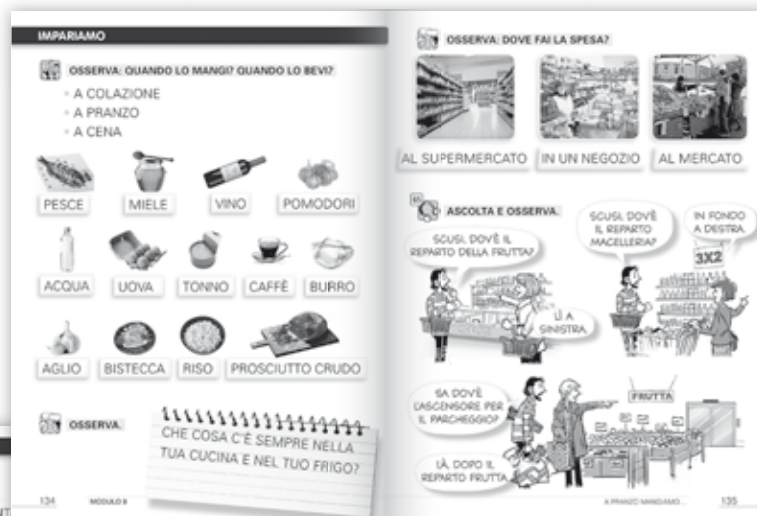 IMPARIAMO
OSSERVA: QUANDO LO MANGI? QUANDO LO BEVI?
• A COLAZIONE
• A PRANZO
• A CENA
PESCE
MIELE
VINO
POMODORI
ACQUA
UOVA
TONNO
CAFFÈ
BURRO
AGLIO
BISTECCA
RISO
PROSCIUTTO CRUDO
OSSERVA.
CHE COSA C'È SEMPRE NELLA
TUA CUCINA E NEL TUO FRIGO?
134
MODULO 9
OSSERVA: DOVE FAI LA SPESA?
AL SUPERMERCATO
IN UN NEGOZIO
AL MERCATO
ASCOLTA E OSSERVA.
SCUSI, DOV'È IL
REPARTO DELLA FRUTTA?
LÌ A
SINISTRA.
SCUSI, DOV'È
IL REPARTO
MACELLERIA?
IN FONDO
A DESTRA.
3X2
SA DOV'È
L'ASCENSORE PER
IL PARCHEGGIO?
LÀ, DOPO IL
REPARTO FRUTTA.
FRUTTA
A PRANZO MANGIAMO...
135